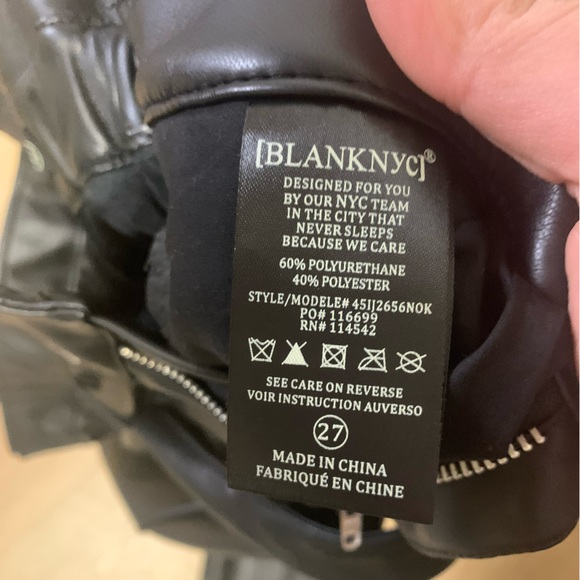 [BLANKNYC]®
DESIGNED FOR YOU
BY OUR NYC TEAM
IN THE CITY THAT
NEVER SLEEPS
BECAUSE WE CARE
60% POLYURETHANE
40% POLYESTER
STYLE/MODELE# 45IJ2656NOK
PO# 116699
RN# 114542
SEE CARE ON REVERSE
VOIR INSTRUCTION AUVERSO
27
MADE IN CHINA
FABRIQUÉ EN CHINE